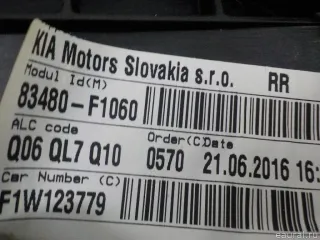 KIA Motors Slovakia s.r.o. RR
Modul Id(M)
83480-F1060
ALC code Order(C)Date
Q06 QL7 Q10 0570 21.06.2016 16:
Car Number (C)
F1W123779